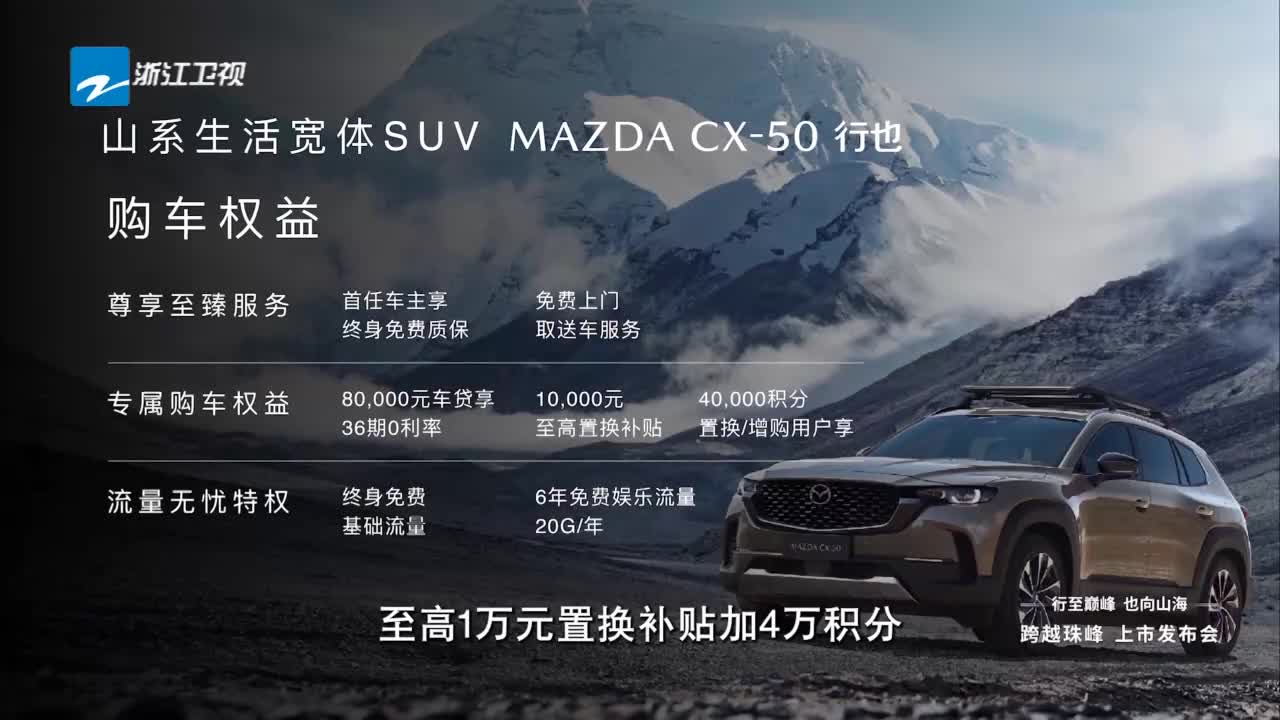 浙江卫视
山系生活宽体SUV MAZDA CX-50 行也
购车权益
尊享至臻服务
首任车主享
终身免费质保
免费上门
取送车服务
专属购车权益
80,000元车贷享
36期0利率
10,000元
至高置换补贴
40,000积分
置换/增购用户享
流量无忧特权
终身免费
基础流量
6年免费娱乐流量
20G/年
MAZDA CX-50
行至巅峰 也向山海
跨越珠峰 上市发布会
至高1万元置换补贴加4万积分